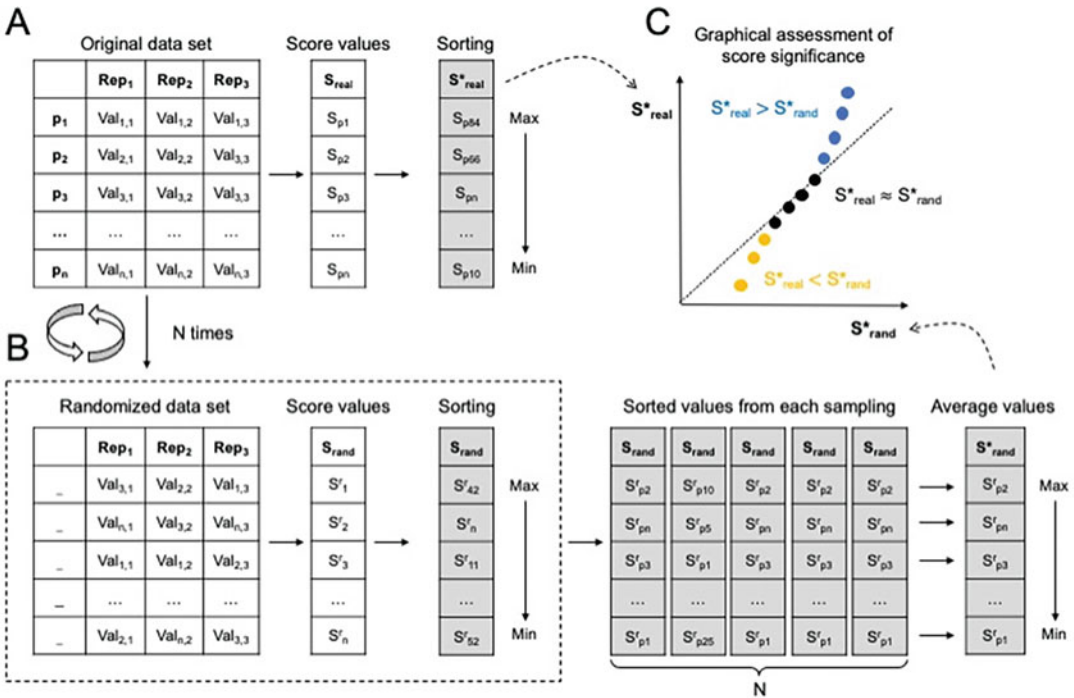 A
Original data set Score values Sorting
Rep1 Rep2 Rep3 Sreal S*real
p1 Val1,1 Val1,2 Val1,3 Sp1 Sp84 Max
p2 Val2,1 Val2,2 Val3,3 Sp2 Sp66
p3 Val3,1 Val3,2 Val3,3 Sp3 Spn
... ... ... ... ... ...
pn Valn,1 Valn,2 Valn,3 Spn Sp10 Min
N times
C
Graphical assessment of
score significance
S*real
S*real > S*rand
S*real ≈ S*rand
S*real < S*rand
S*rand
B
Randomized data set Score values Sorting
Rep1 Rep2 Rep3 Srand Srand
_ Val3,1 Val2,2 Val1,3 Sr1 Sr42 Max
_ Valn,1 Val3,2 Valn,3 Sr2 Srn
_ Val1,1 Val1,2 Val2,3 Sr3 Sr11
_ ... ... ... ... ...
_ Val2,1 Valn,2 Val3,3 Srn Sr52 Min
Sorted values from each sampling Average values
Srand Srand Srand Srand Srand S*rand
Srp2 Srp10 Srp2 Srp2 Srp2 Srp2 Max
Srpn Srp5 Srpn Srpn Srpn Srpn
Srp3 Srp1 Srp3 Srp3 Srp3 Srp3
... ... ... ... ... ...
Srp1 Srp25 Srp1 Srp1 Srp1 Srp1 Min
N